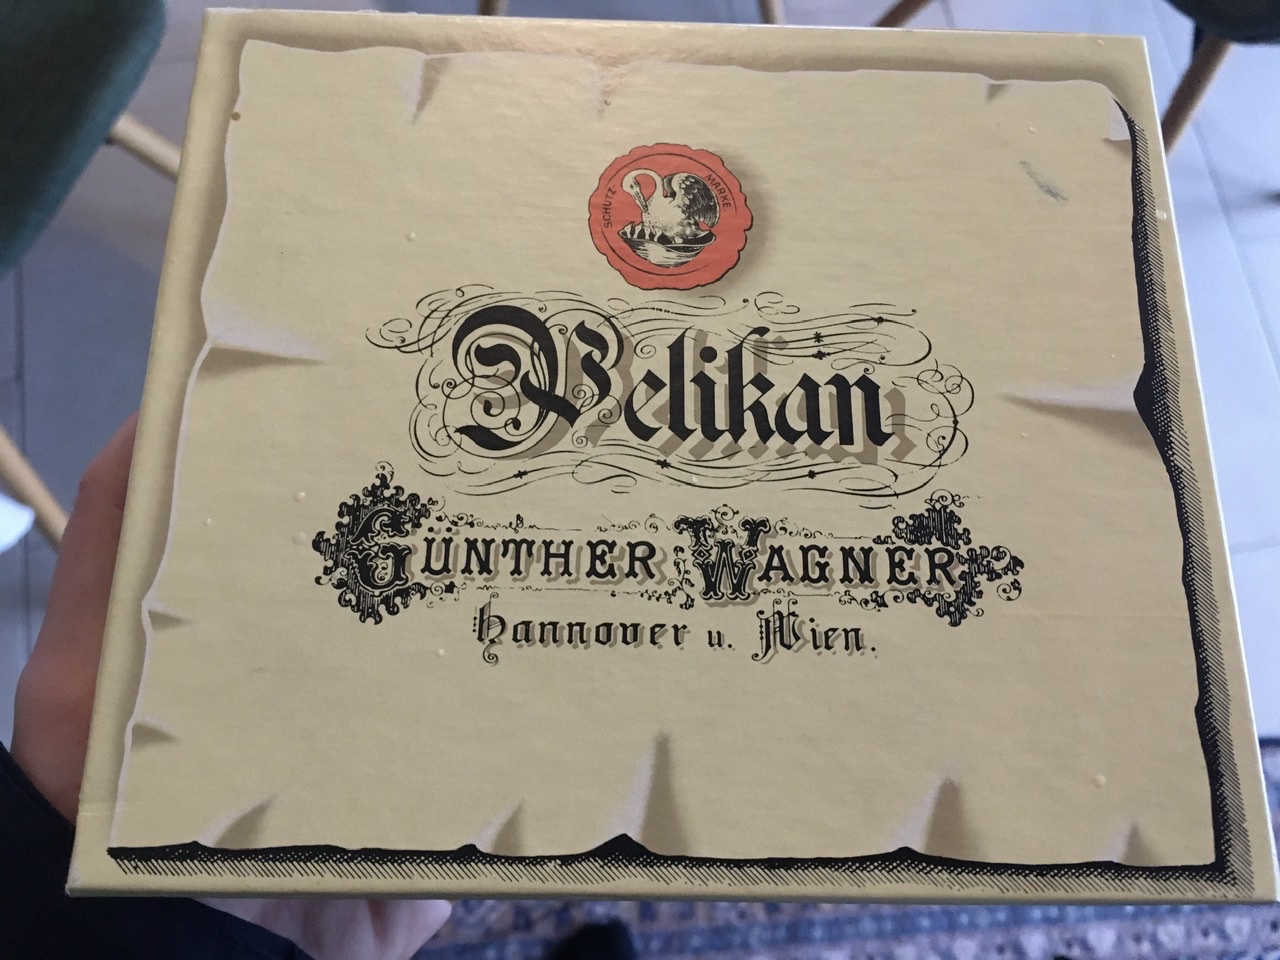 SCHUTZ MARKE
Pelikan
GÜNTHER WAGNER
Hannover u. Wien.